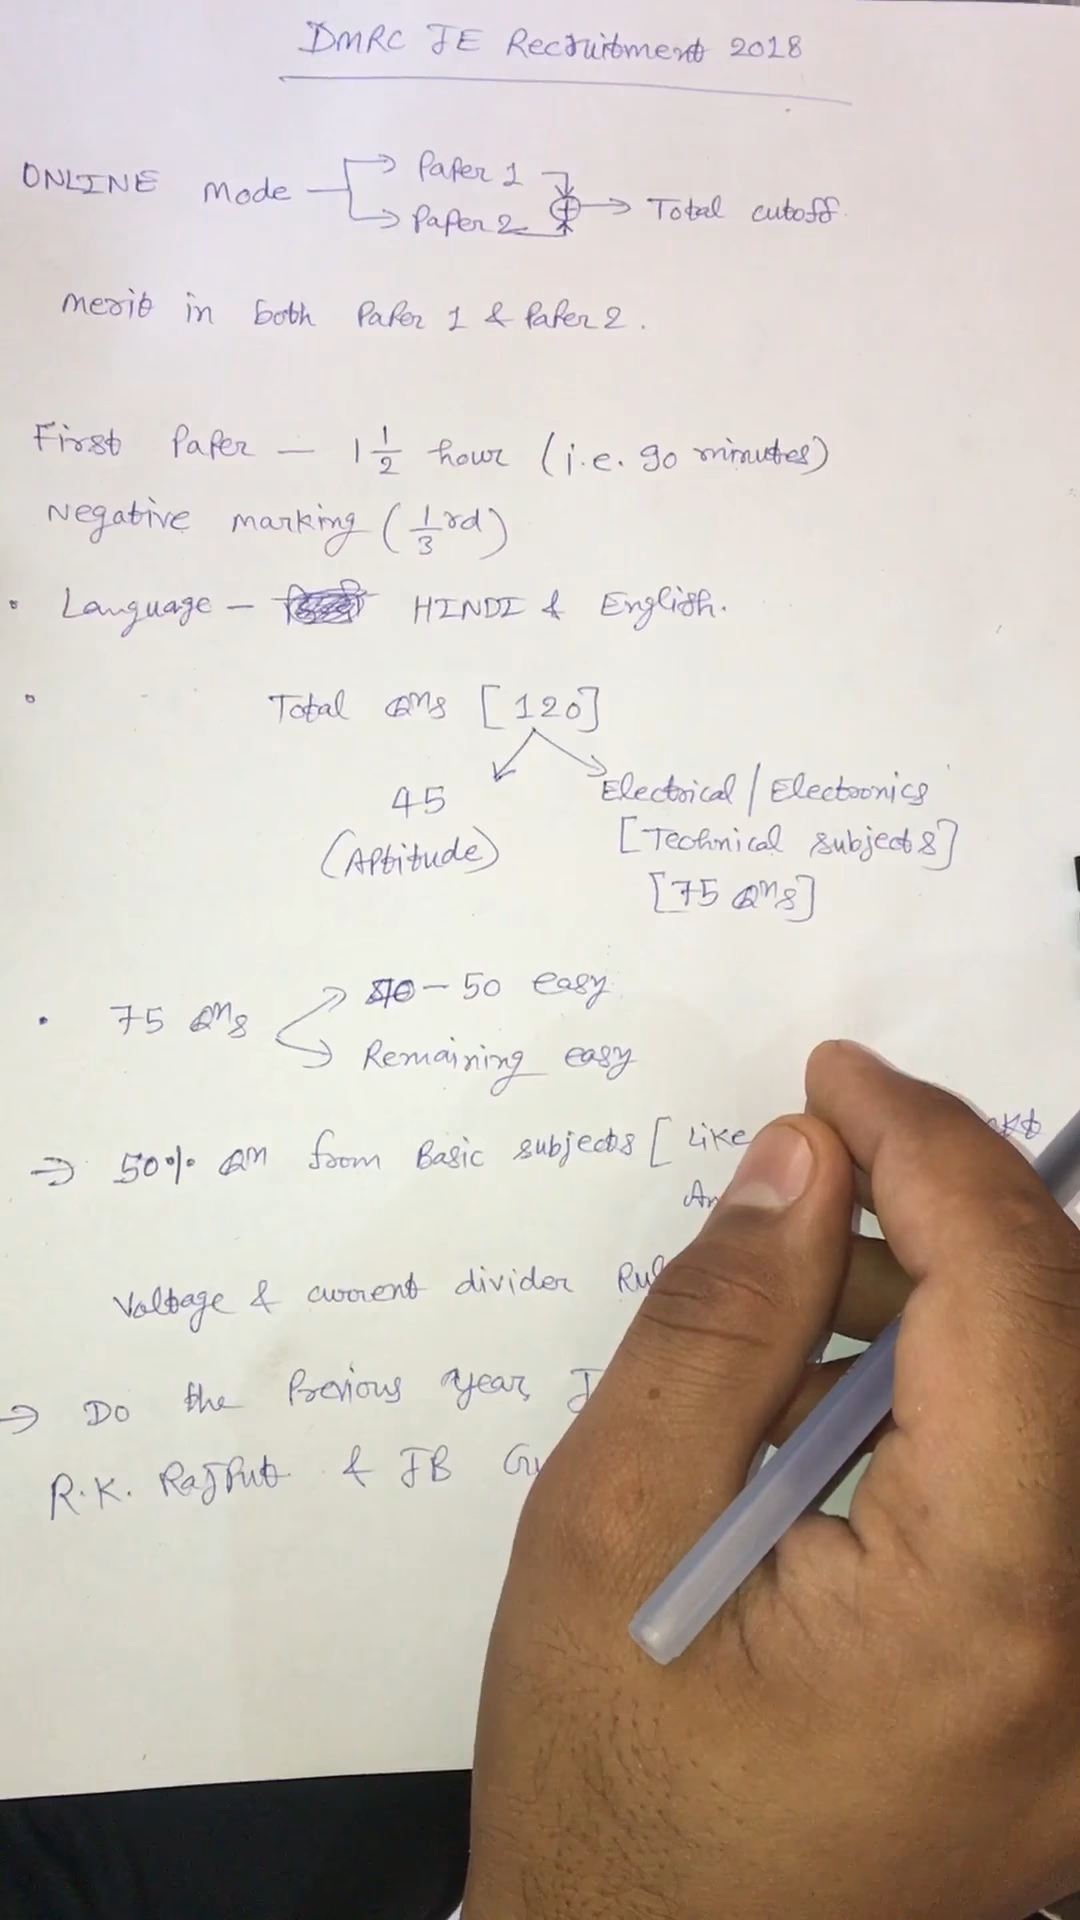 DMRC JE Recruitment 2018
ONLINE Mode → Paper 1
→ Paper 2 ⊕ → Total cutoff
merit in both Paper 1 & Paper 2.
First Paper — 1 1/2 hour (i.e. 90 minutes)
Negative marking (1/3 rd)
• Language — HINDI & English.
Total Qns [120]
45
(Aptitude)
Electrical / Electronics
[Technical subjects]
[75 Qns]
• 75 Qns
40 - 50 easy
Remaining easy
⇒ 50% Qn from Basic subjects [Like
Voltage & current divider
→ Do the Previous year
R.K. Rajput & JB